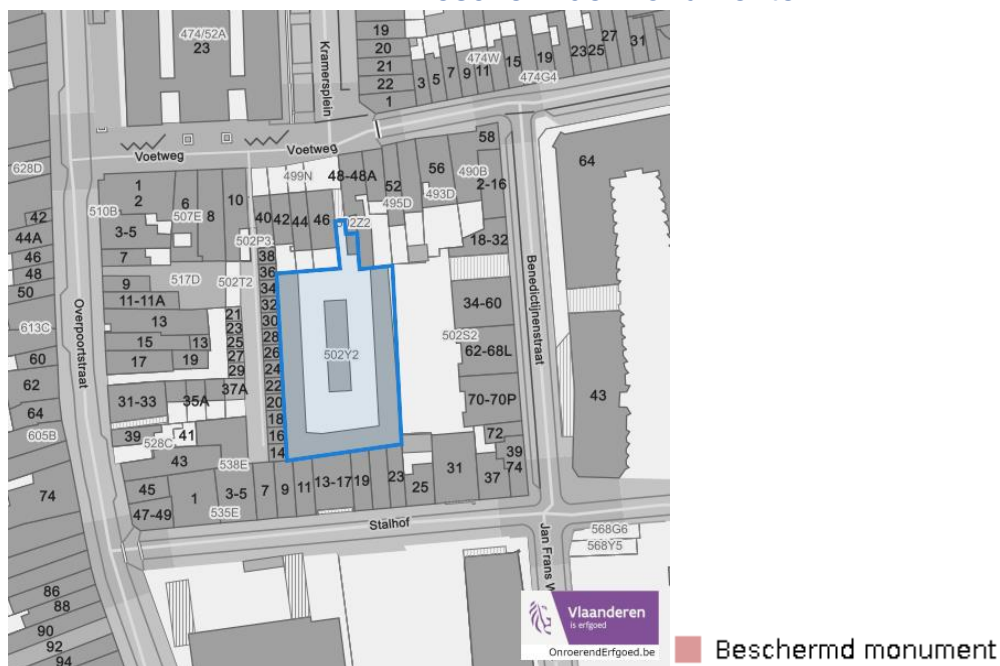 474/52A
23
Kramersplein
19
20
21
22
1
3 5 7 9 11 15 19 23 25 27 31
474W
474G4
Voetweg
Voetweg
628D
1
2
510B
3-5
7
6
507E
8
10
499N
48-48A
52
495D
56
493D
490B
58
2-16
18-32
64
42
44A
46
48
50
613C
60
62
64
605B
74
Overpoortstraat
9
11-11A
13
15
13
17
19
31-33
35A
37A
39
41
528C
43
45
47-49
517D
502T2
502P3
21
23
25
27
29
40 42 44 46
38
36
34
32
30
28
26
24
22
20
18
16
14
502Y2
502S2
34-60
62-68L
70-70P
72
39
74
Benedictijnenstraat
43
538E
1
3-5
535E
7
9
11
13-17
19
23
25
31
37
Stalhof
Jan Frans
568G6
568Y5
86
88
90
92
94
Vlaanderen
is erfgoed
OnroerendErfgoed.be
Beschermd monument